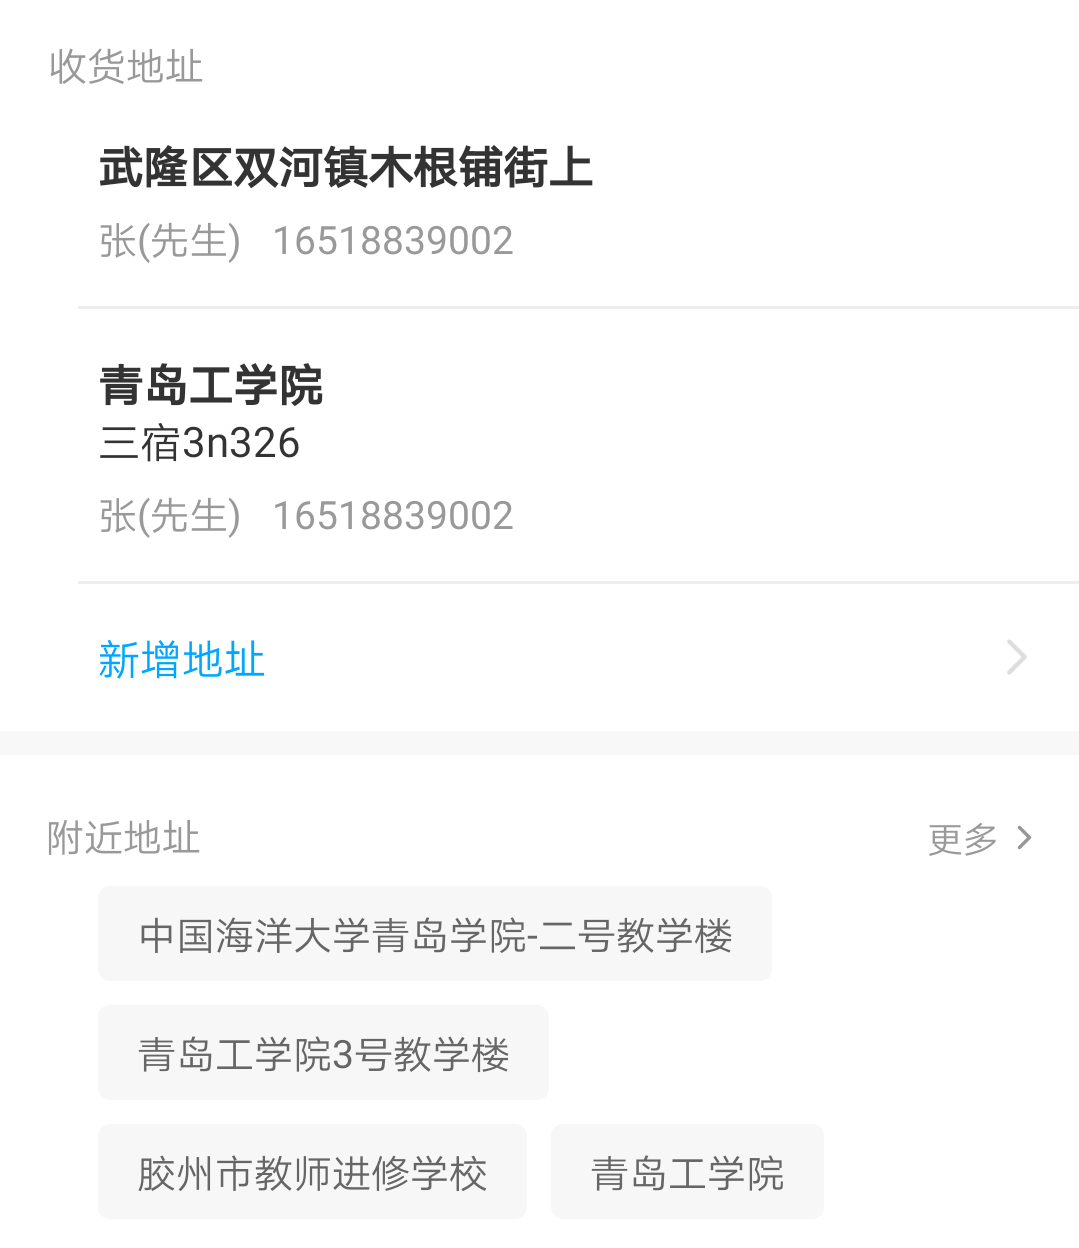 收货地址
武隆区双河镇木根铺街上
张(先生) 16518839002
青岛工学院
三宿3n326
张(先生) 16518839002
新增地址
附近地址 更多
中国海洋大学青岛学院-二号教学楼
青岛工学院3号教学楼
胶州市教师进修学校 青岛工学院